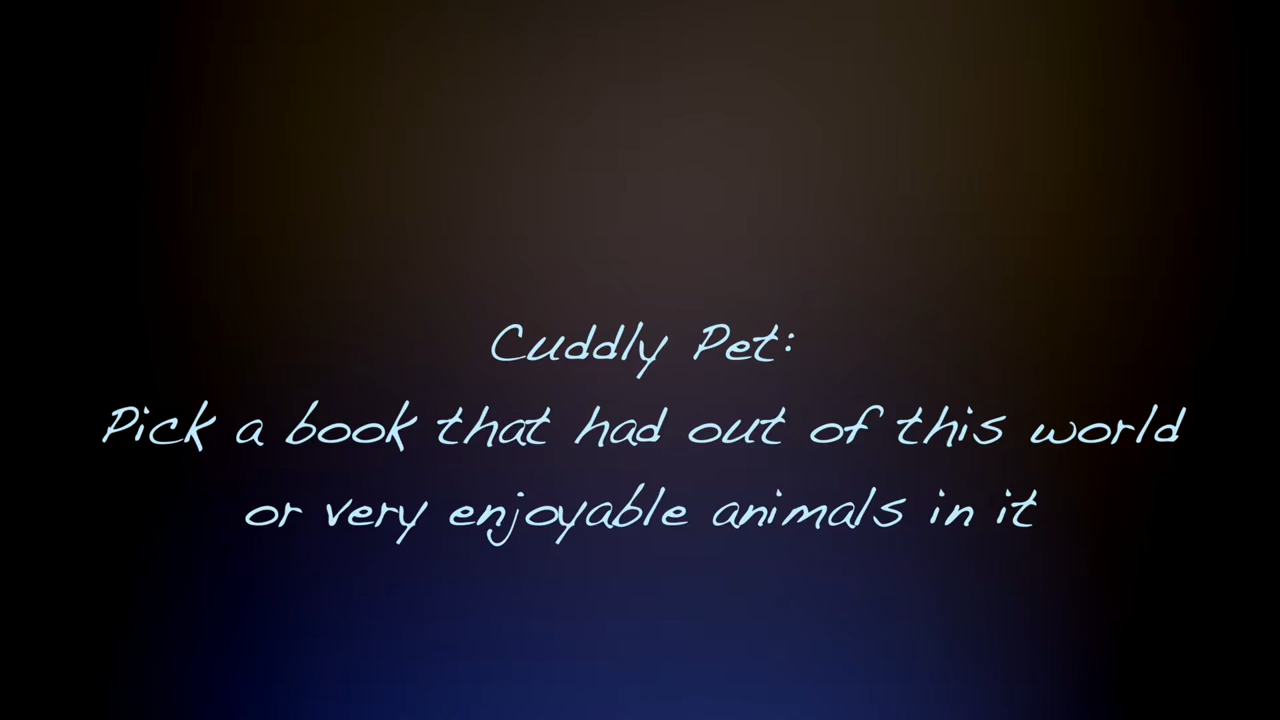 Cuddly Pet:
Pick a book that had out of this world
or very enjoyable animals in it